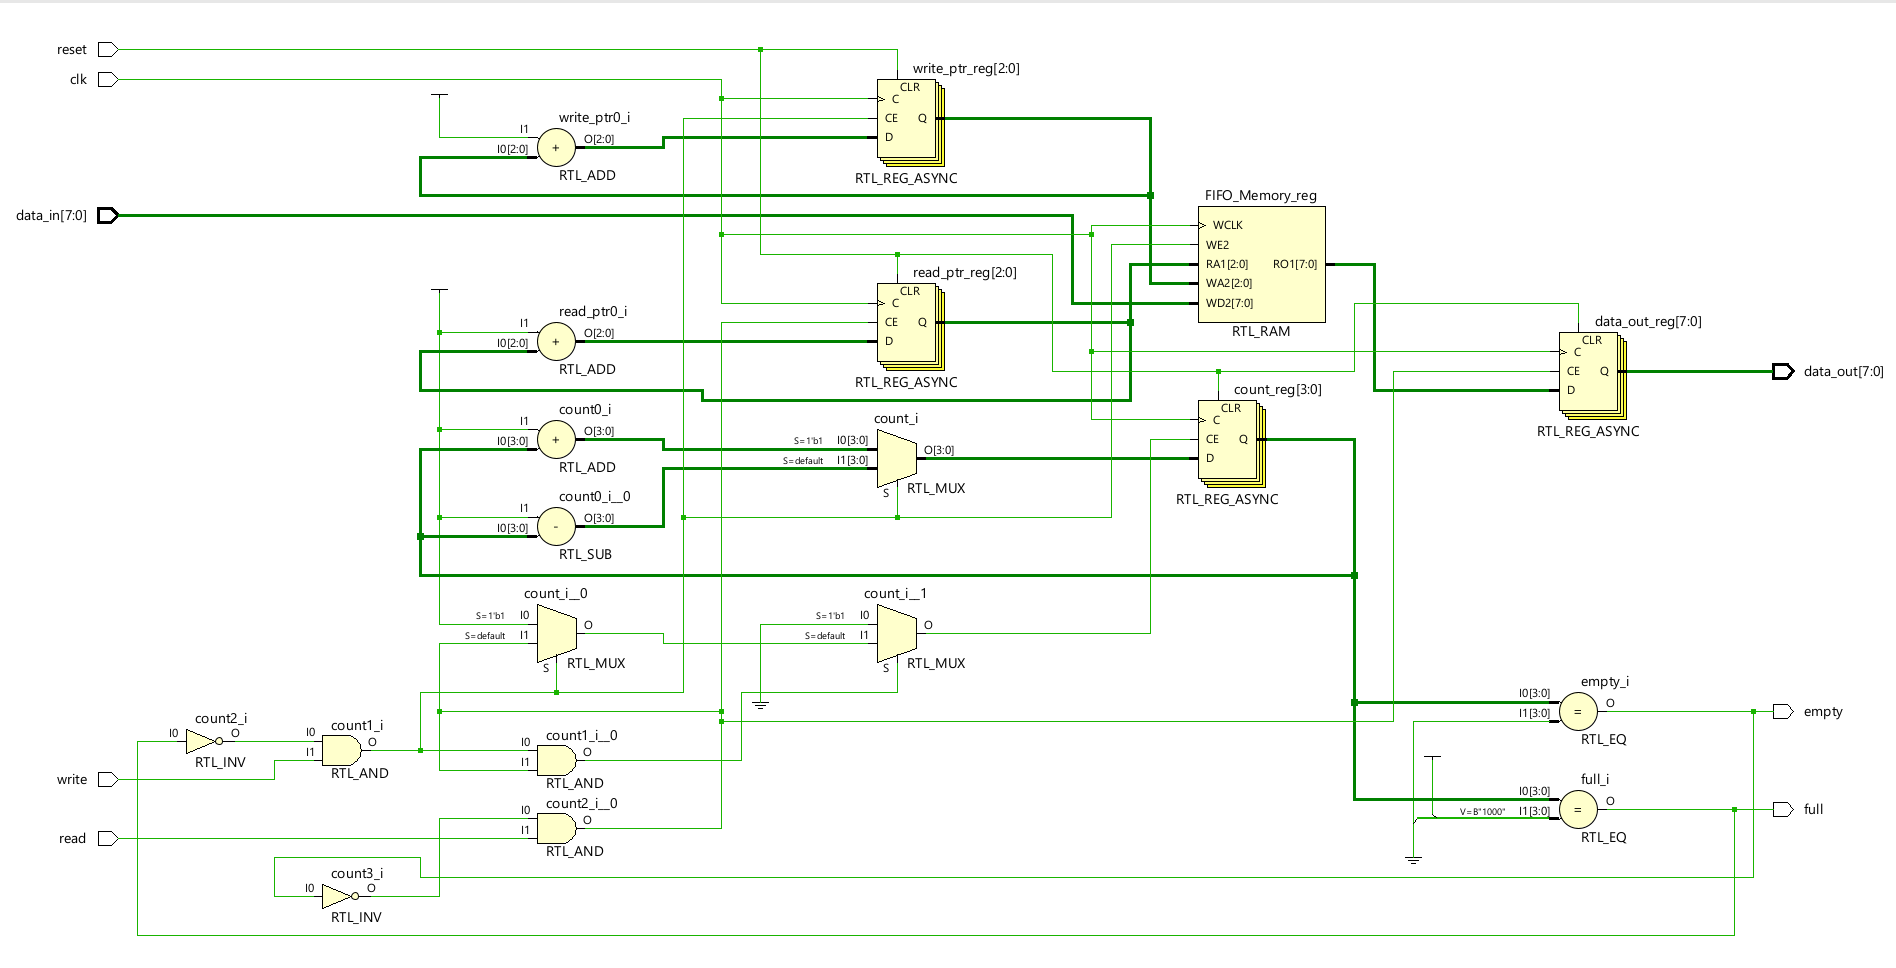 reset
clk
write_ptr_reg[2:0]
CLR
C
CE
Q
D
RTL_REG_ASYNC
write_ptr0_i
I1
I0[2:0]
+
O[2:0]
RTL_ADD
data_in[7:0]
FIFO_Memory_reg
WCLK
WE2
RA1[2:0]
RO1[7:0]
WA2[2:0]
WD2[7:0]
RTL_RAM
read_ptr_reg[2:0]
CLR
C
CE
Q
D
RTL_REG_ASYNC
read_ptr0_i
I1
I0[2:0]
+
O[2:0]
RTL_ADD
data_out_reg[7:0]
CLR
C
CE
Q
D
RTL_REG_ASYNC
data_out[7:0]
count0_i
I1
I0[3:0]
+
O[3:0]
RTL_ADD
count_i
S=1'b1
I0[3:0]
S=default
I1[3:0]
O[3:0]
S
RTL_MUX
count_reg[3:0]
CLR
C
CE
Q
D
RTL_REG_ASYNC
count0_i__0
I1
I0[3:0]
-
O[3:0]
RTL_SUB
count_i__0
S=1'b1
I0
S=default
I1
O
S
RTL_MUX
count_i__1
S=1'b1
I0
S=default
I1
O
S
RTL_MUX
empty_i
I0[3:0]
I1[3:0]
=
O
RTL_EQ
empty
count2_i
I0
O
RTL_INV
count1_i
I0
I1
O
RTL_AND
count1_i__0
I0
I1
O
RTL_AND
write
full_i
I0[3:0]
V=B"1000"
I1[3:0]
=
O
RTL_EQ
full
count2_i__0
I0
I1
O
RTL_AND
read
count3_i
I0
O
RTL_INV